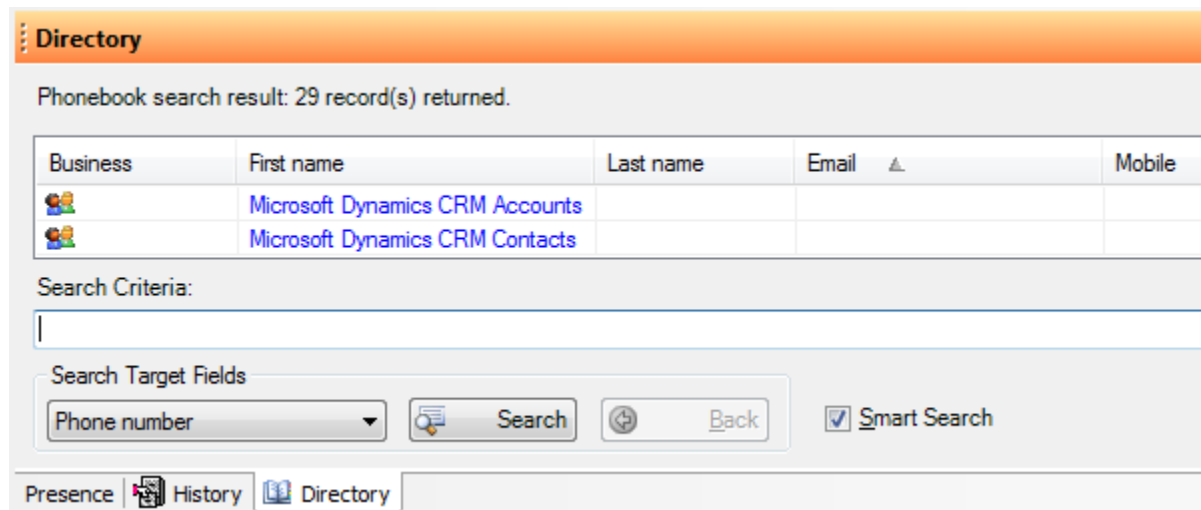 Directory
Phonebook search result: 29 record(s) returned.
Business First name Last name Email Mobile
Microsoft Dynamics CRM Accounts
Microsoft Dynamics CRM Contacts
Search Criteria:
Search Target Fields
Phone number Search Back Smart Search
Presence History Directory